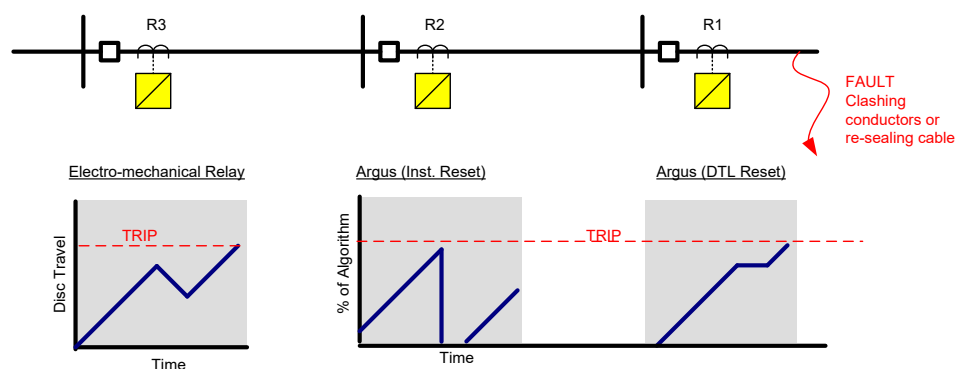 R3
R2
R1
FAULT
Clashing
conductors or
re-sealing cable
Electro-mechanical Relay
Argus (Inst. Reset)
Argus (DTL Reset)
TRIP
TRIP
Disc Travel
% of Algorithm
Time
Time